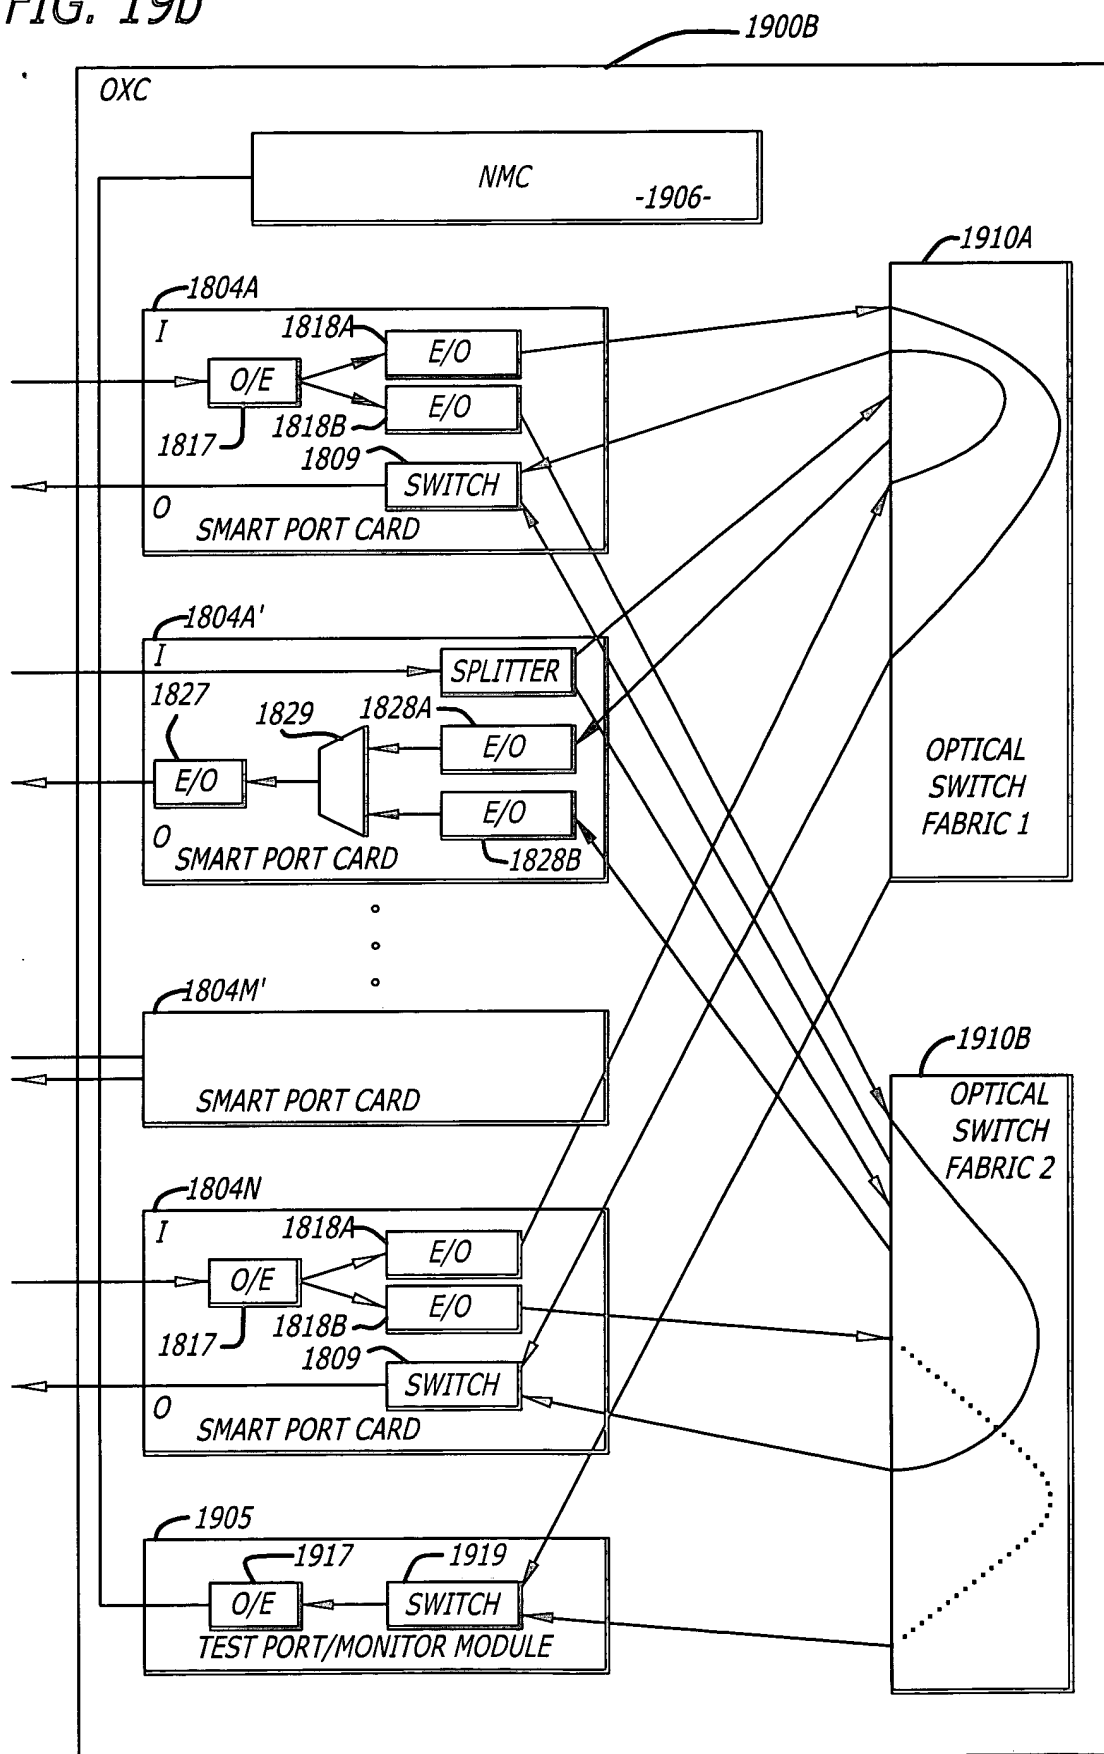 FIG. 19b
1900B
OXC
NMC
-1906-
1910A
1804A
I
1818A
E/O
O/E
E/O
1817
1818B
1809
SWITCH
O
SMART PORT CARD
1804A'
I
SPLITTER
1827
1829
1828A
E/O
E/O
E/O
1828B
O
SMART PORT CARD
OPTICAL
SWITCH
FABRIC 1
1804M'
SMART PORT CARD
1910B
OPTICAL
SWITCH
FABRIC 2
1804N
I
1818A
E/O
O/E
E/O
1817
1818B
1809
SWITCH
O
SMART PORT CARD
1905
1917
1919
O/E
SWITCH
TEST PORT/MONITOR MODULE